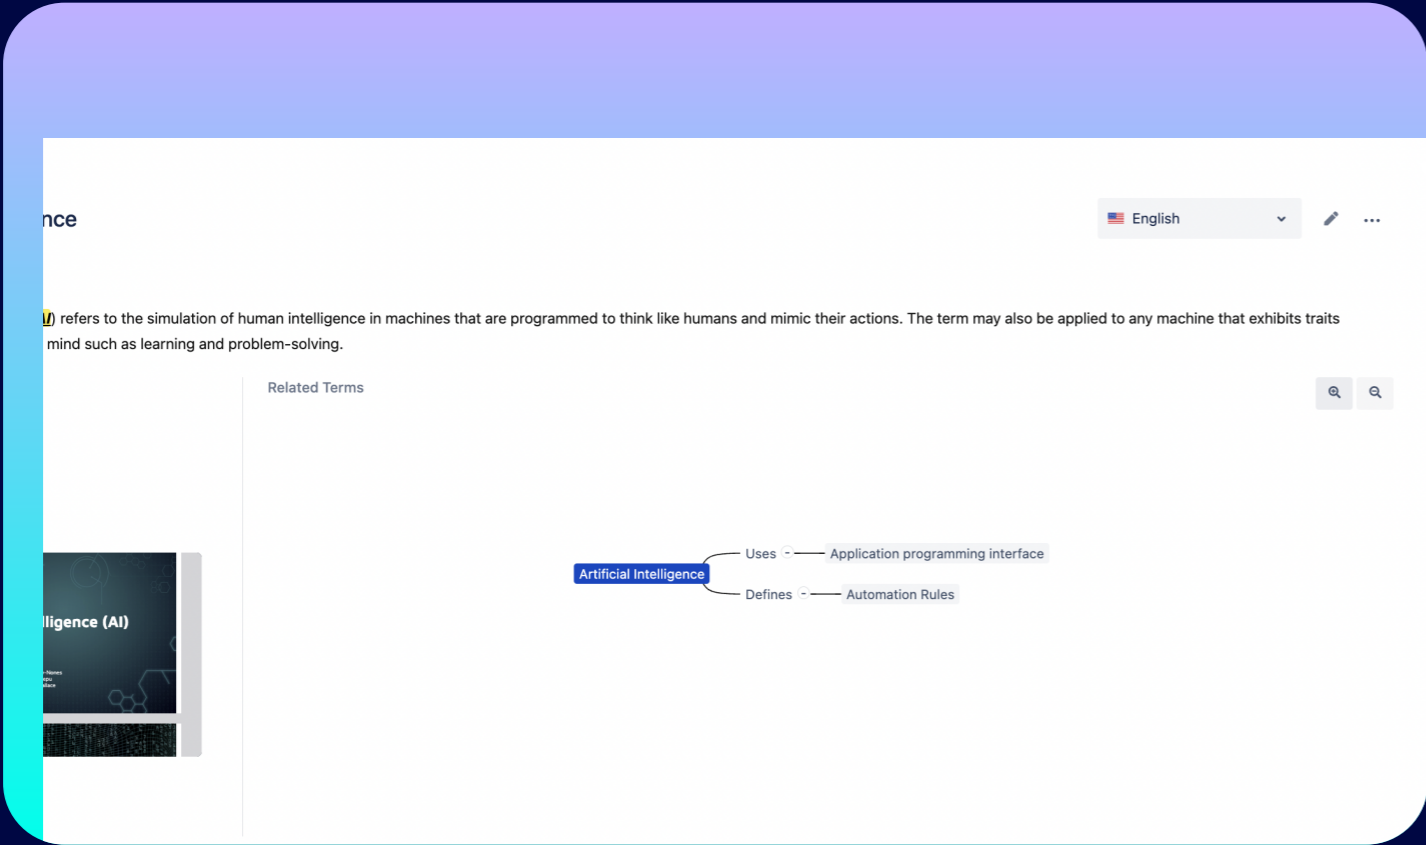 nce
English
AI) refers to the simulation of human intelligence in machines that are programmed to think like humans and mimic their actions. The term may also be applied to any machine that exhibits traits
mind such as learning and problem-solving.
Related Terms
Uses
Application programming interface
Artificial Intelligence
Defines
Automation Rules
lligence (AI)